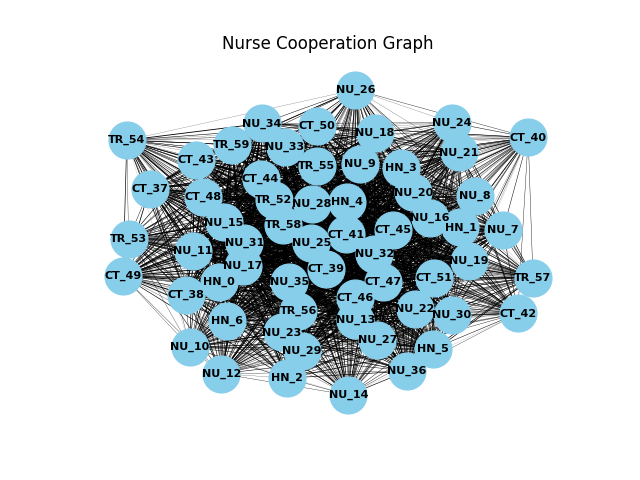 Nurse Cooperation Graph
NU_26
NU_34
CT_50
NU_18
NU_24
TR_54
TR_59
NU_33
NU_21
CT_40
CT_43
TR_55
NU_9
HN_3
CT_44
CT_37
CT_48
TR_52
NU_28
HN_4
NU_20
NU_8
NU_15
TR_58
NU_16
HN_1
NU_7
TR_53
NU_11
NU_31
NU_25
CT_41
CT_45
NU_32
NU_19
CT_49
NU_17
CT_39
HN_0
NU_35
CT_47
CT_51
TR_57
CT_38
CT_46
TR_56
NU_22
NU_30
CT_42
HN_6
NU_13
NU_23
NU_27
NU_10
NU_29
HN_5
NU_12
HN_2
NU_36
NU_14